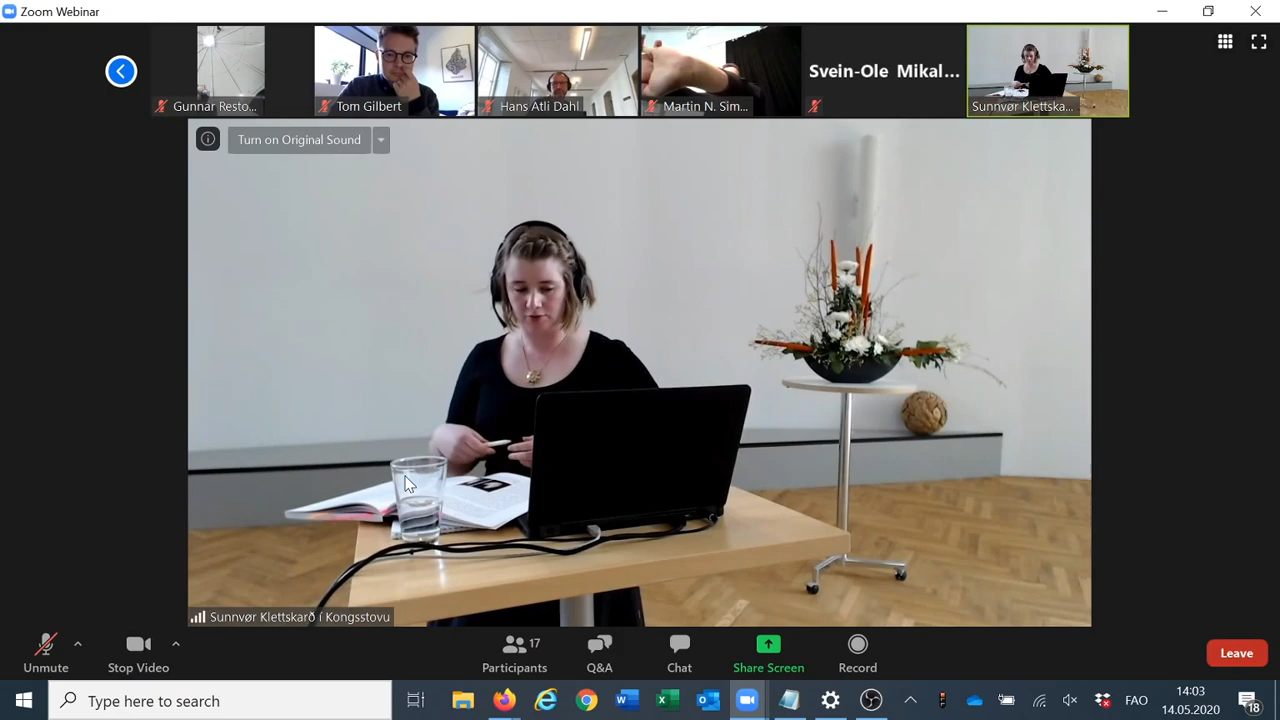 Zoom Webinar
Gunnar Resto...
Tom Gilbert
Hans Atli Dahl
Martin N. Sim...
Svein-Ole Mikal...
Sunnvør Klettska...
Turn on Original Sound
Sunnvør Klettskarð í Kongsstovu
Unmute
Stop Video
Participants
17
Q&A
Chat
Share Screen
Record
Leave
Type here to search
FAO
14:03
14.05.2020
18